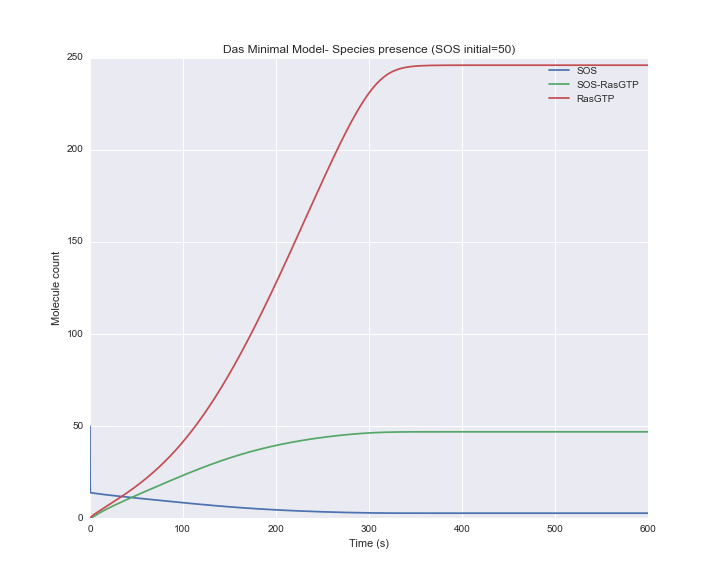 Das Minimal Model- Species presence (SOS initial=50)
250
200
150
100
50
0
Molecule count
SOS
SOS-RasGTP
RasGTP
0 100 200 300 400 500 600
Time (s)